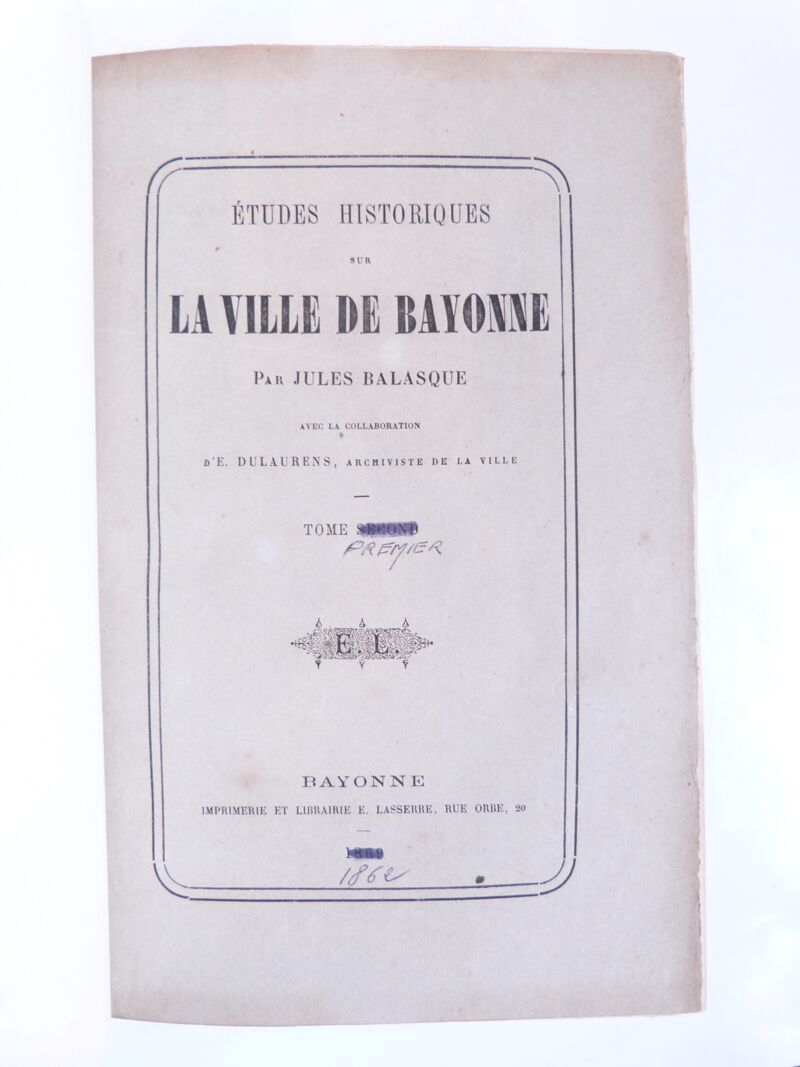 ÉTUDES HISTORIQUES
SUR
LA VILLE DE BAYONNE
PAR JULES BALASQUE
AVEC LA COLLABORATION
D'E. DULAURENS, ARCHIVISTE DE LA VILLE
TOME SECOND
PREMIER
E. L.
BAYONNE
IMPRIMERIE ET LIBRAIRIE E. LASSERRE, RUE ORBE, 20
1869
1862